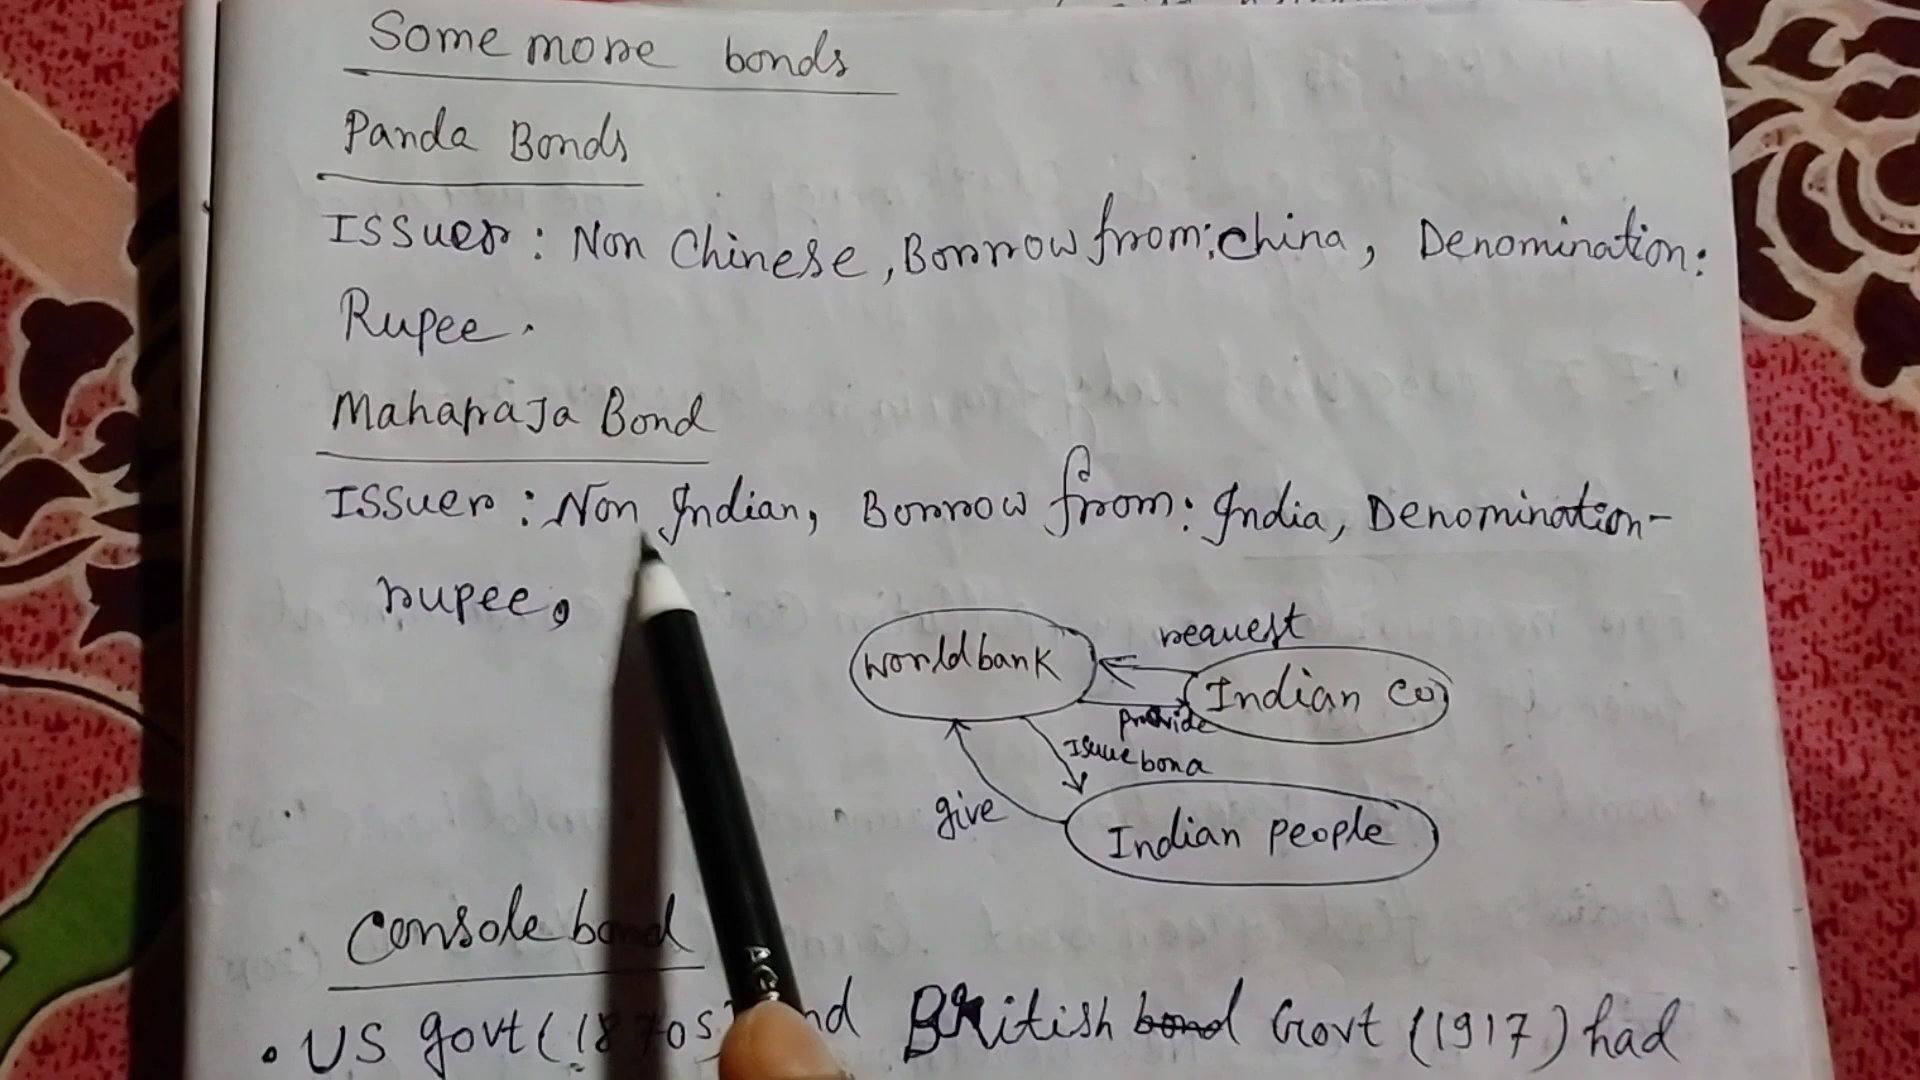 Some more bonds
Panda Bonds
Issuer: Non Chinese, Borrow from: China, Denomination:
Rupee.
Maharaja Bond
Issuer: Non Indian, Borrow from: India, Denomination-
rupee,
request
World bank
Indian co
provide
Issue bond
give
Indian people
Console bond
• US govt (1870s) and British bond Govt (1917) had